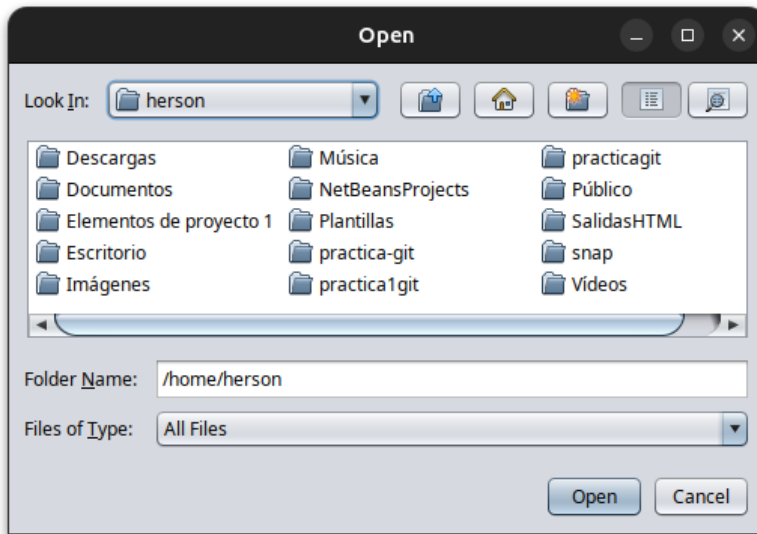 Open
Look In: herson
Descargas Música practicagit
Documentos NetBeansProjects Público
Elementos de proyecto 1 Plantillas SalidasHTML
Escritorio practica-git snap
Imágenes practica1git Vídeos
Folder Name: /home/herson
Files of Type: All Files
Open Cancel